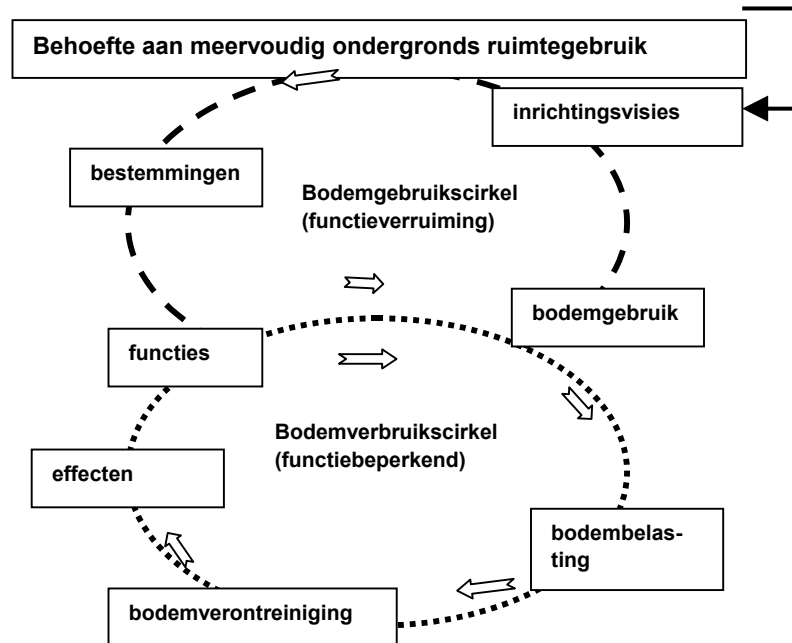 Behoefte aan meervoudig ondergronds ruimtegebruik
inrichtingsvisies
bestemmingen
Bodemgebruikscirkel
(functieverruiming)
bodemgebruik
functies
Bodemverbruikscirkel
(functiebeperkend)
effecten
bodembelas-
ting
bodemverontreiniging